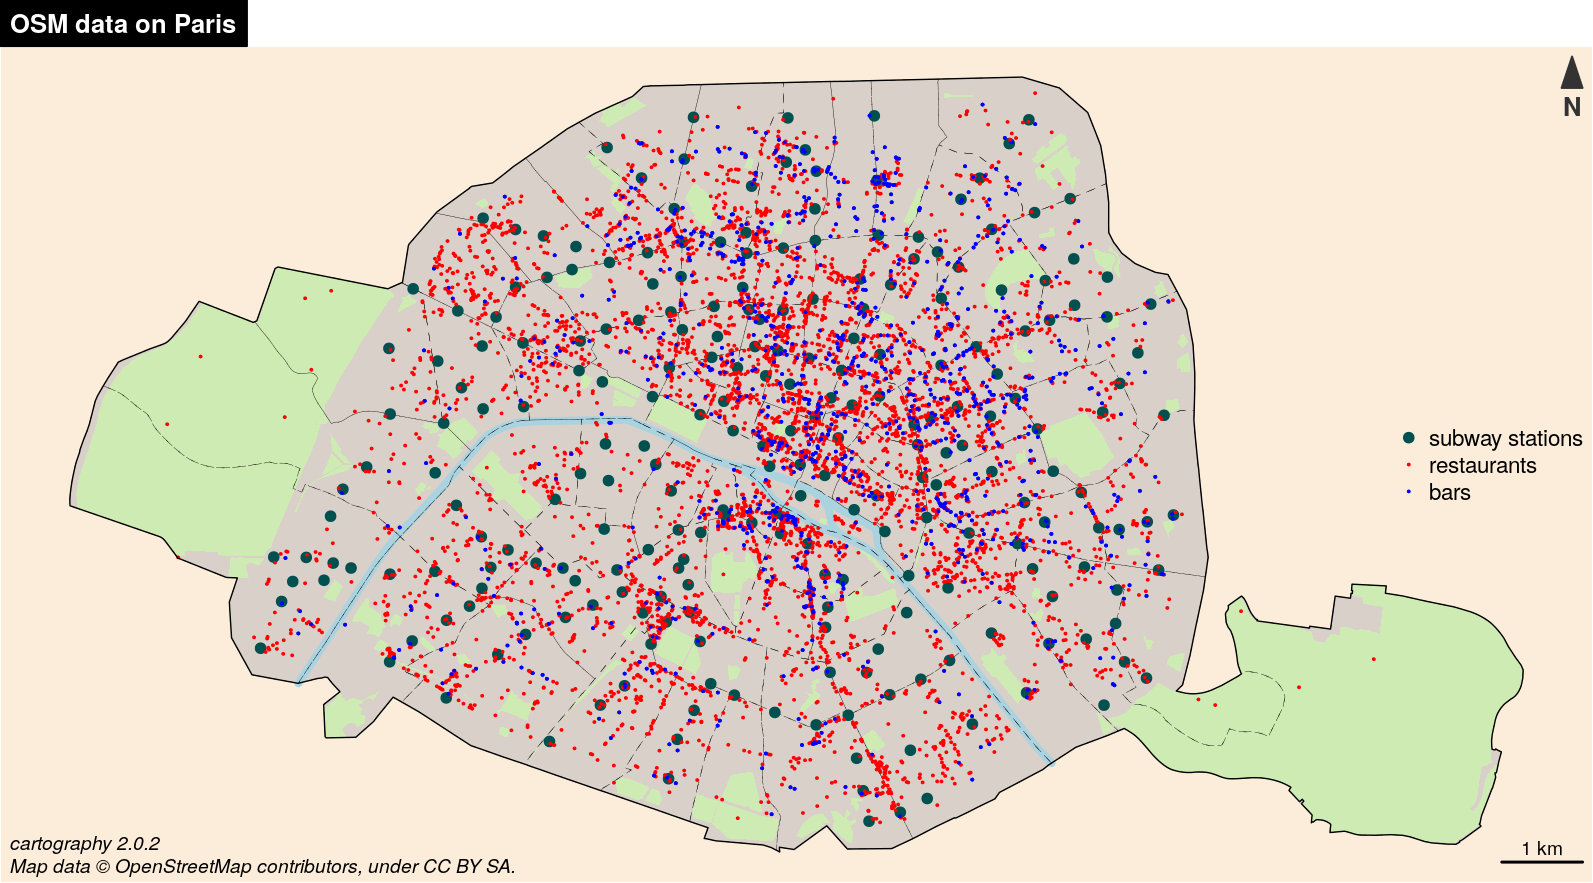 OSM data on Paris
N
subway stations
restaurants
bars
cartography 2.0.2
Map data © OpenStreetMap contributors, under CC BY SA.
1 km